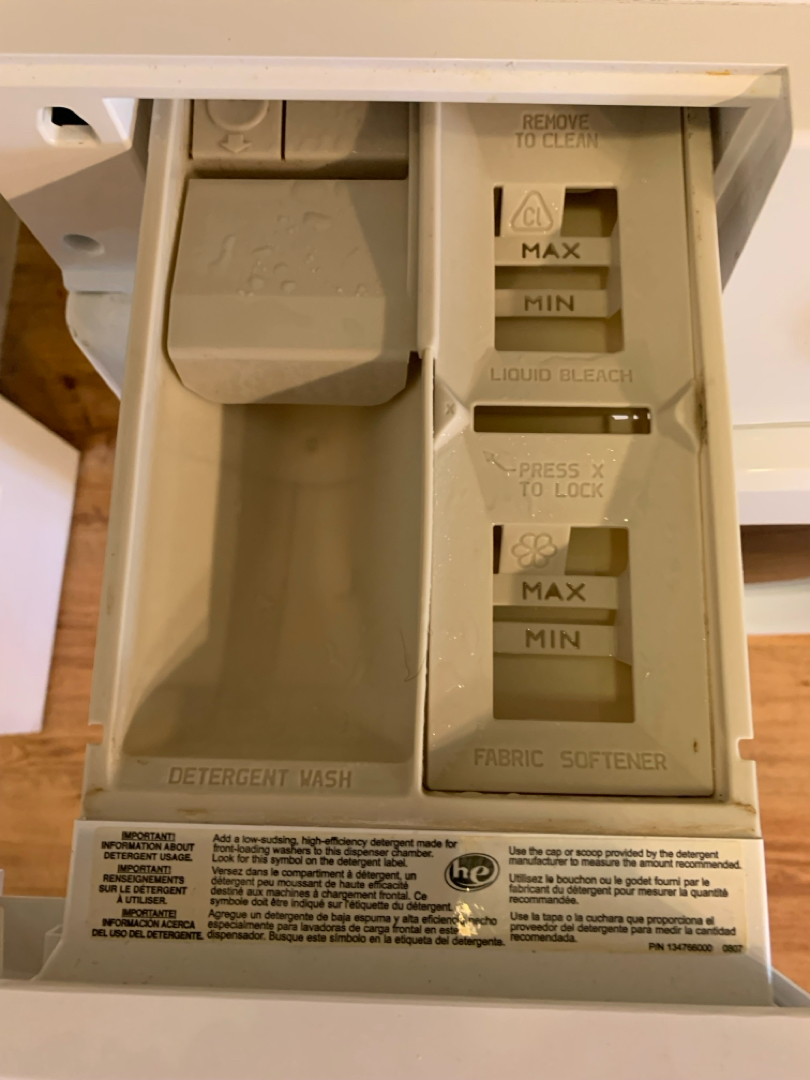 REMOVE
TO CLEAN
Cl
MAX
MIN
LIQUID BLEACH
X
PRESS X
TO LOCK
MAX
MIN
FABRIC SOFTENER
DETERGENT WASH
IMPORTANT!
INFORMATION ABOUT
DETERGENT USAGE.
Add a low-sudsing, high-efficiency detergent made for
front-loading washers to this dispenser chamber.
Look for this symbol on the detergent label.
IMPORTANT!
RENSEIGNEMENTS
SUR LE DÉTERGENT
À UTILISER.
Versez dans le compartiment à détergent, un
détergent peu moussant de haute efficacité
destiné aux machines à chargement frontal. Ce
symbole doit être indiqué sur l'étiquette du détergent.
IMPORTANTE!
INFORMACIÓN ACERCA
DEL USO DEL DETERGENTE.
Agregue un detergente de baja espuma y alta eficiencia hecho
especialmente para lavadoras de carga frontal en este
dispensador. Busque este símbolo en la etiqueta del detergente.
he
Use the cap or scoop provided by the detergent
manufacturer to measure the amount recommended.
Utilisez le bouchon ou le godet fourni par le
fabricant du détergent pour mesurer la quantité
recommandée.
Use la tapa o la cuchara que proporciona el
proveedor del detergente para medir la cantidad
recomendada.
P/N 134766000 0807